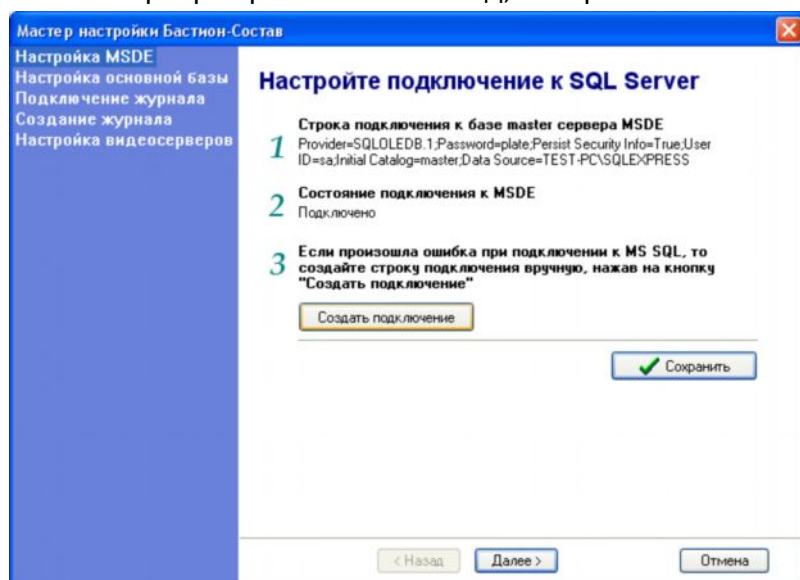 Мастер настройки Бастион-Состав
Настройка MSDE
Настройка основной базы
Подключение журнала
Создание журнала
Настройка видеосерверов
Настройте подключение к SQL Server
1
Строка подключения к базе master сервера MSDE
Provider=SQLOLEDB.1;Password=plate;Persist Security Info=True;User
ID=sa;Initial Catalog=master;Data Source=TEST-PC\SQLEXPRESS
2
Состояние подключения к MSDE
Подключено
3
Если произошла ошибка при подключении к MS SQL, то
создайте строку подключения вручную, нажав на кнопку
"Создать подключение"
Создать подключение
Сохранить
< Назад
Далее >
Отмена